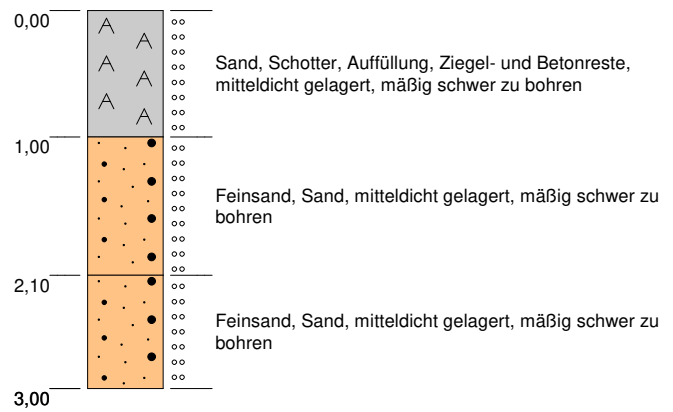 0,00
Sand, Schotter, Auffüllung, Ziegel- und Betonreste,
mitteldicht gelagert, mäßig schwer zu bohren
1,00
Feinsand, Sand, mitteldicht gelagert, mäßig schwer zu
bohren
2,10
Feinsand, Sand, mitteldicht gelagert, mäßig schwer zu
bohren
3,00